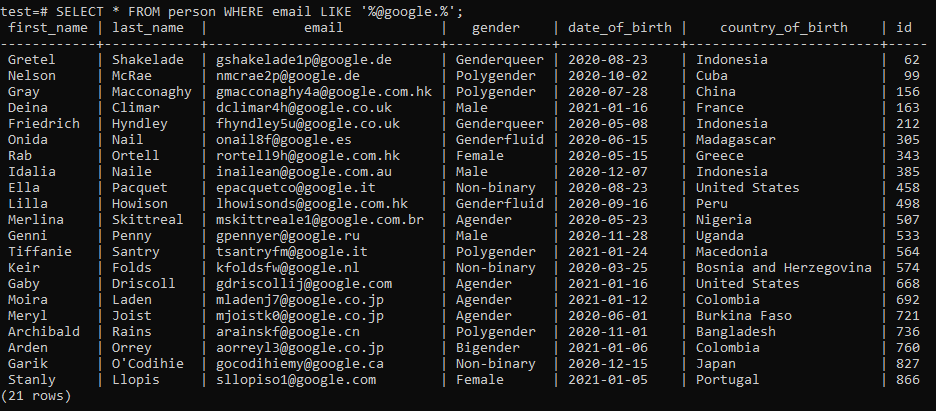 test=# SELECT * FROM person WHERE email LIKE '%@google.%';
 first_name | last_name  |           email            |   gender    | date_of_birth |    country_of_birth    | id
------------+------------+----------------------------+-------------+---------------+------------------------+-----
 Gretel     | Shakelade  | gshakelade1p@google.de     | Genderqueer | 2020-08-23    | Indonesia              |  62
 Nelson     | McRae      | nmcrae2p@google.de         | Polygender  | 2020-10-02    | Cuba                   |  99
 Gray       | Macconaghy | gmacconaghy4a@google.com.hk | Polygender  | 2020-07-28    | China                  | 156
 Deina      | Climar     | dclimar4h@google.co.uk     | Male        | 2021-01-16    | France                 | 163
 Friedrich  | Hyndley    | fhyndley5u@google.co.uk    | Genderqueer | 2020-05-08    | Indonesia              | 212
 Onida      | Nail       | onail8f@google.es          | Genderfluid | 2020-06-15    | Madagascar             | 305
 Rab        | Ortell     | rortell9h@google.com.hk    | Female      | 2020-05-15    | Greece                 | 343
 Idalia     | Naile      | inailean@google.com.au     | Male        | 2020-12-07    | Indonesia              | 385
 Ella       | Pacquet    | epacquetco@google.it       | Non-binary  | 2020-08-23    | United States          | 458
 Lilla      | Howison    | lhowisonds@google.com.hk   | Genderfluid | 2020-09-16    | Peru                   | 498
 Merlina    | Skittreal  | mskittreale1@google.com.br | Agender     | 2020-05-23    | Nigeria                | 507
 Genni      | Penny      | gpennyer@google.ru         | Male        | 2020-11-28    | Uganda                 | 533
 Tiffanie   | Santry     | tsantryfm@google.it        | Polygender  | 2021-01-24    | Macedonia              | 564
 Keir       | Folds      | kfoldsfw@google.nl         | Non-binary  | 2020-03-25    | Bosnia and Herzegovina | 574
 Gaby       | Driscoll   | gdriscollij@google.com     | Agender     | 2021-01-16    | United States          | 668
 Moira      | Laden      | mladenj7@google.co.jp      | Agender     | 2021-01-12    | Colombia               | 692
 Meryl      | Joist      | mjoistk0@google.co.jp      | Agender     | 2020-06-01    | Burkina Faso           | 721
 Archibald  | Rains      | arainskf@google.cn         | Polygender  | 2020-11-01    | Bangladesh             | 736
 Arden      | Orrey      | aorreyl3@google.co.jp      | Bigender    | 2021-01-06    | Colombia               | 760
 Garik      | O'Codihie  | gocodihiemy@google.ca      | Non-binary  | 2020-12-15    | Japan                  | 827
 Stanly     | Llopis     | sllopiso1@google.com       | Female      | 2021-01-05    | Portugal               | 866
(21 rows)